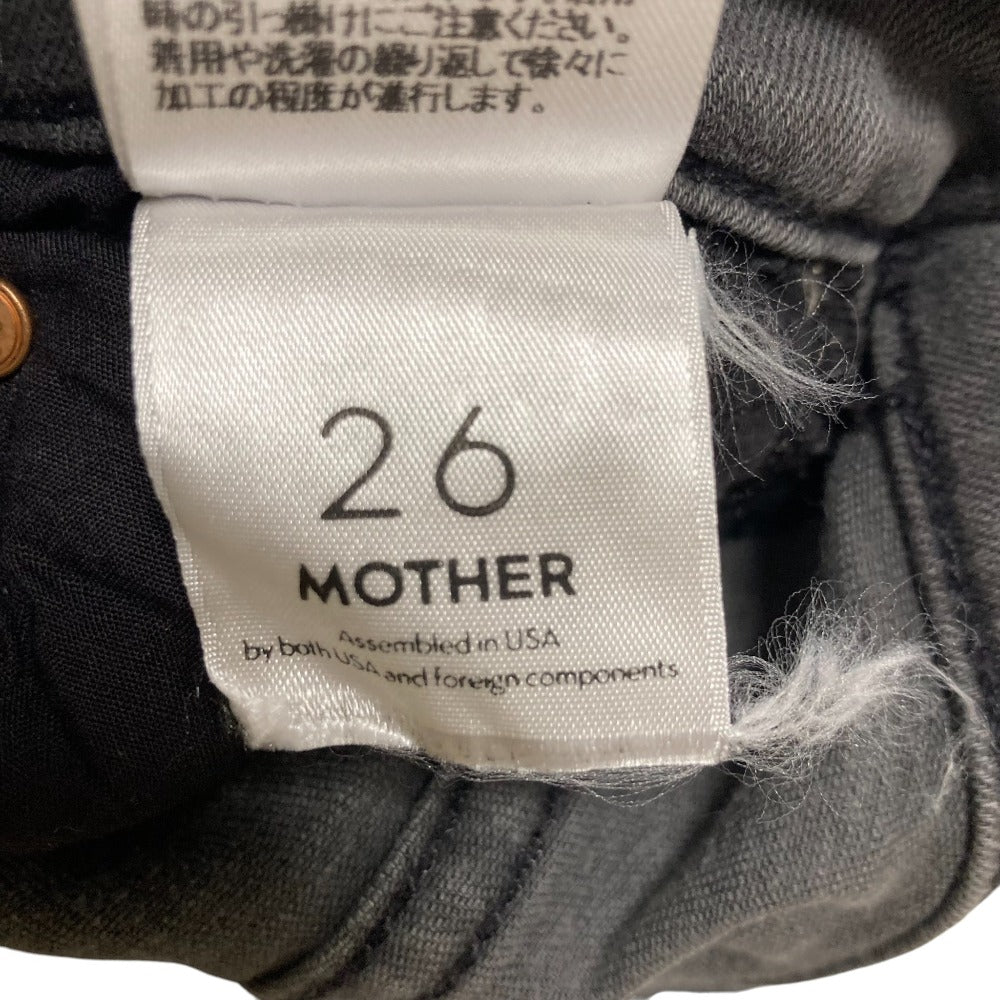 時の引っ掛けにご注意ください。
着用や洗濯の繰り返しで徐々に
加工の程度が進行します。
26
MOTHER
Assembled in USA
by both USA and foreign components